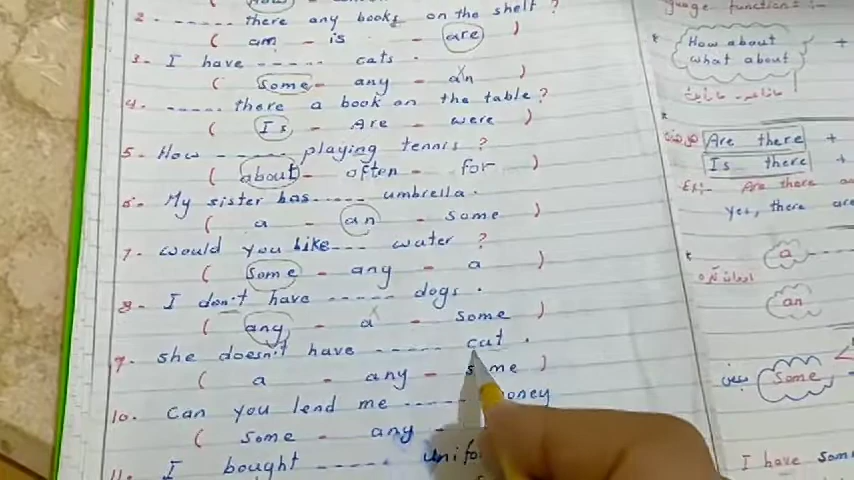 2- ------- there any books on the shelf ?
( am - is - are )
3- I have ------ cats .
( Some - any - an )
4- ------ there a book on the table ?
( Is - Are - were )
5- How ------ playing tennis ?
( about - often - for )
6- My sister has ------ umbrella .
( a - an - some )
7- would you like ---- water ?
( some - any - a )
8- I don't have ------ dogs .
( any - a - some )
9- she doesn't have ------ cat .
( a - any - some )
10- can you lend me ------ money
( some - any -
11- I bought ------
How about +
what about
Are there +
Is there +
Ex:- Are there
Yes, there are
a
an
Some
I have Som